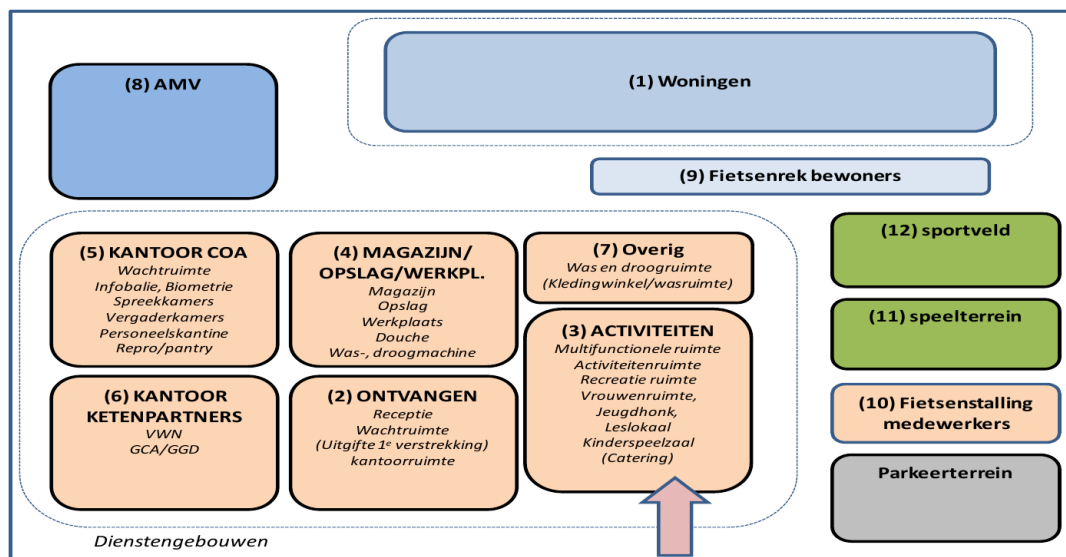 (8) AMV
(1) Woningen
(9) Fietsenrek bewoners
(5) KANTOOR COA
Wachtruimte
Infobalie, Biometrie
Spreekkamers
Vergaderkamers
Personeelskantine
Repro/pantry
(4) MAGAZIJN/
OPSLAG/WERKPL.
Magazijn
Opslag
Werkplaats
Douche
Was-, droogmachine
(7) Overig
Was en droogruimte
(Kledingwinkel/wasruimte)
(12) sportveld
(11) speelterrein
(3) ACTIVITEITEN
Multifunctionele ruimte
Activiteitenruimte
Recreatie ruimte
Vrouwenruimte,
Jeugdhonk,
Leslokaal
Kinderspeelzaal
(Catering)
(6) KANTOOR
KETENPARTNERS
VWN
GCA/GGD
(2) ONTVANGEN
Receptie
Wachtruimte
(Uitgifte 1e verstrekking)
kantoorruimte
(10) Fietsenstalling
medewerkers
Parkeerterrein
Dienstengebouwen